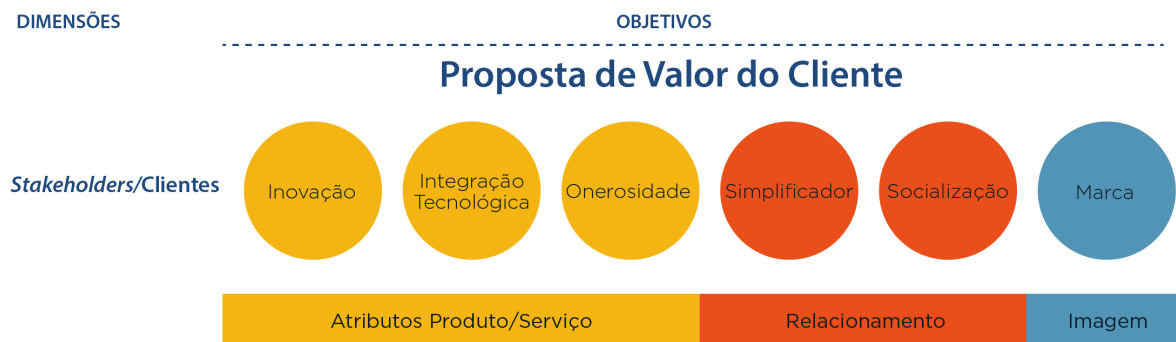 DIMENSÕES
OBJETIVOS
Proposta de Valor do Cliente
Stakeholders/Clientes
Inovação
Integração
Tecnológica
Onerosidade
Simplificador
Socialização
Marca
Atributos Produto/Serviço
Relacionamento
Imagem